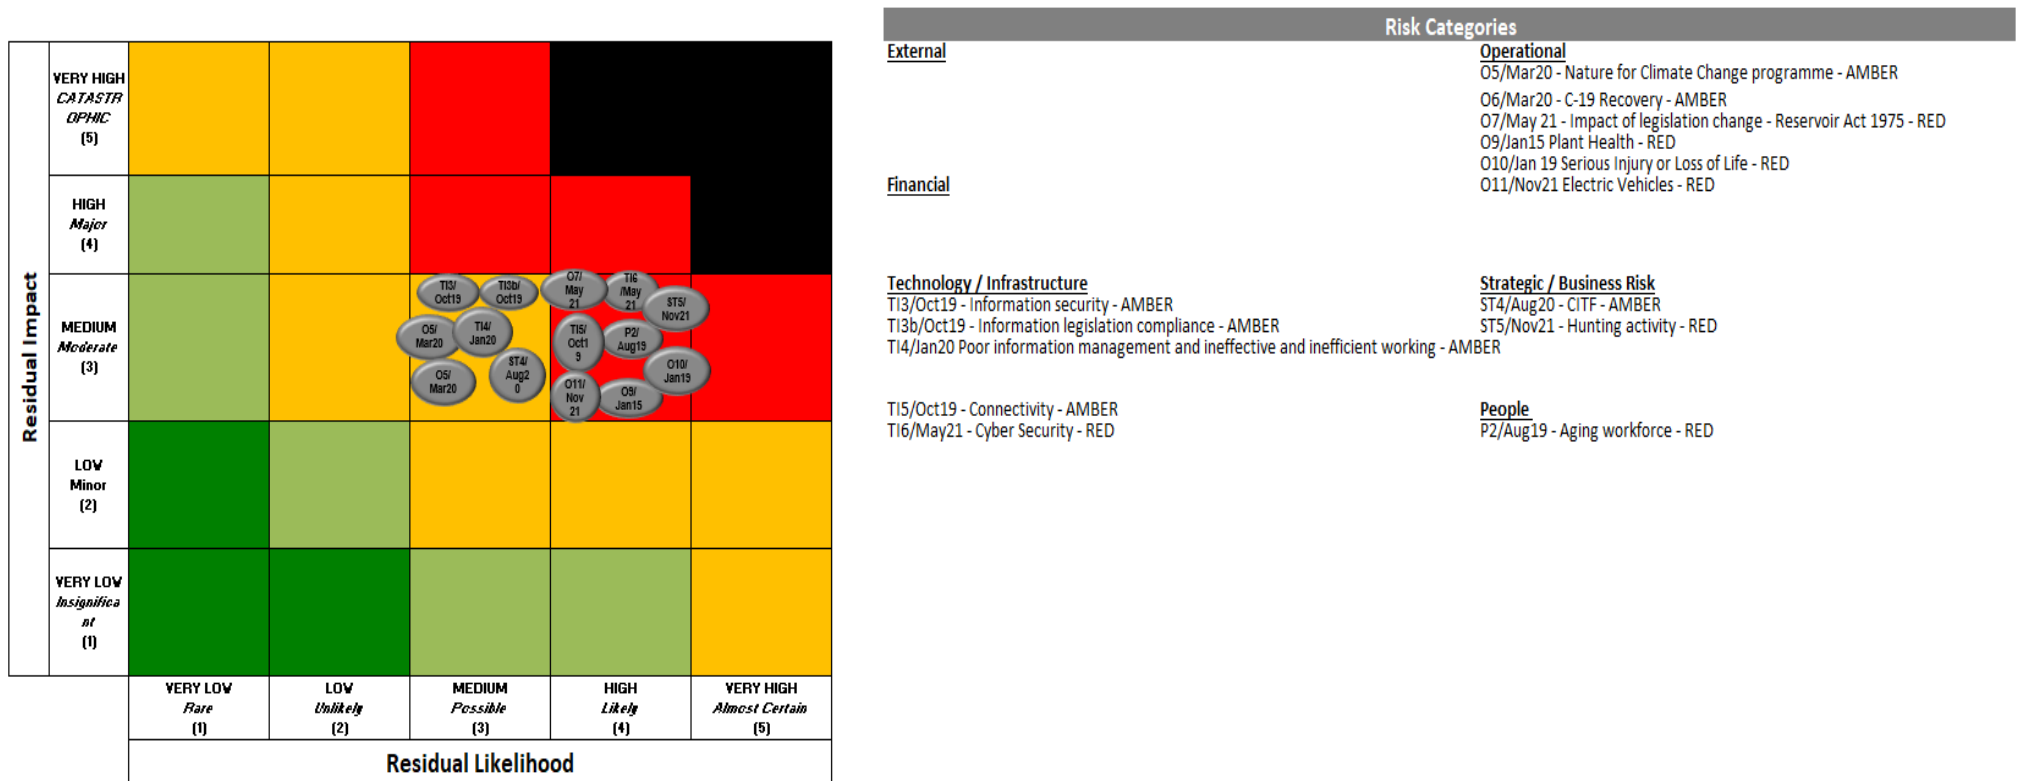 Residual Impact
VERY HIGH
CATASTR
OPHIC
(5)
HIGH
Major
(4)
MEDIUM
Moderate
(3)
LOW
Minor
(2)
VERY LOW
Insignifica
nt
(1)
TI3/
Oct19
TI3b/
Oct19
O7/
May
21
TI6
/May
21
ST5/
Nov21
O5/
Mar20
TI4/
Jan20
TI5/
Oct1
9
P2/
Aug19
O5/
Mar20
ST4/
Aug2
0
O10/
Jan19
O11/
Nov
21
O9/
Jan15
VERY LOW
Rare
(1)
LOW
Unlikely
(2)
MEDIUM
Possible
(3)
HIGH
Likely
(4)
VERY HIGH
Almost Certain
(5)
Residual Likelihood
Risk Categories
External
Financial
Technology / Infrastructure
TI3/Oct19 - Information security - AMBER
TI3b/Oct19 - Information legislation compliance - AMBER
TI4/Jan20 Poor information management and ineffective and inefficient working - AMBER
TI5/Oct19 - Connectivity - AMBER
TI6/May21 - Cyber Security - RED
Operational
O5/Mar20 - Nature for Climate Change programme - AMBER
O6/Mar20 - C-19 Recovery - AMBER
O7/May 21 - Impact of legislation change - Reservoir Act 1975 - RED
O9/Jan15 Plant Health - RED
O10/Jan 19 Serious Injury or Loss of Life - RED
O11/Nov21 Electric Vehicles - RED
Strategic / Business Risk
ST4/Aug20 - CITF - AMBER
ST5/Nov21 - Hunting activity - RED
People
P2/Aug19 - Aging workforce - RED